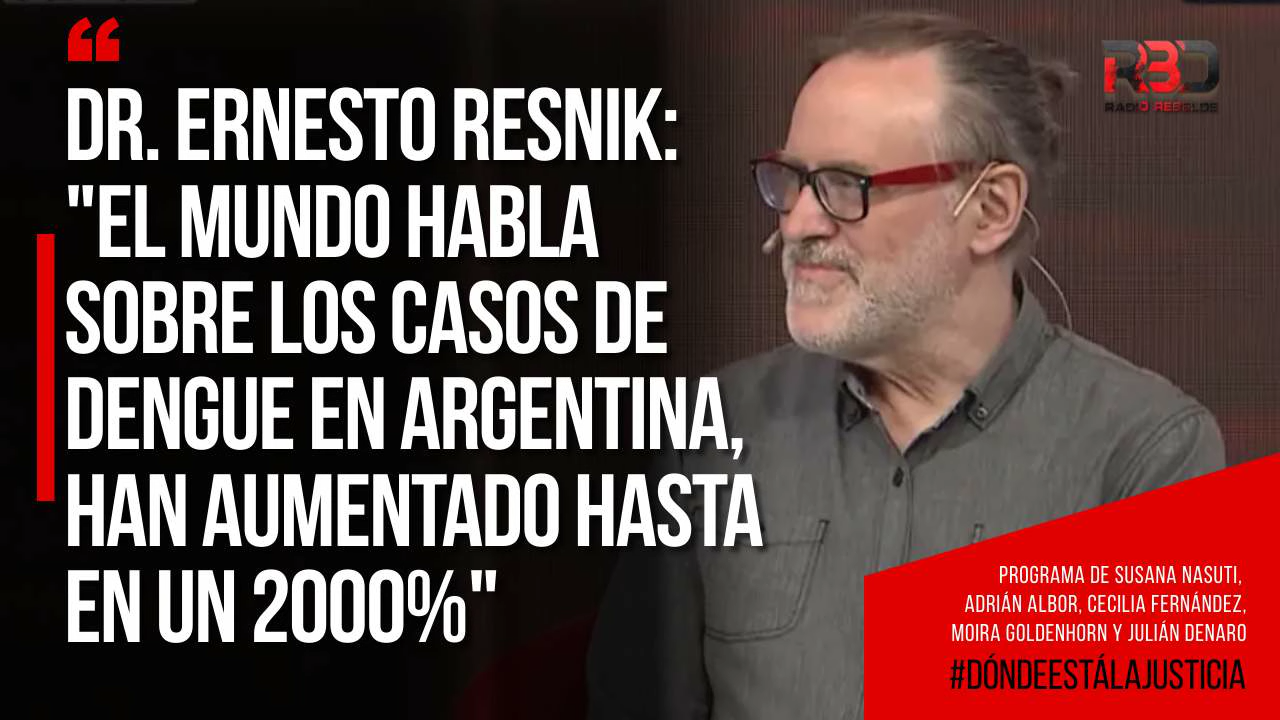 “
DR. ERNESTO RESNIK:
"EL MUNDO HABLA
SOBRE LOS CASOS DE
DENGUE EN ARGENTINA,
HAN AUMENTADO HASTA
EN UN 2000%"
RBD
RADIO REBELDE
PROGRAMA DE SUSANA NASUTI,
ADRIÁN ALBOR, CECILIA FERNÁNDEZ,
MOIRA GOLDENHORN Y JULIÁN DENARO
#DÓNDEESTÁLAJUSTICIA